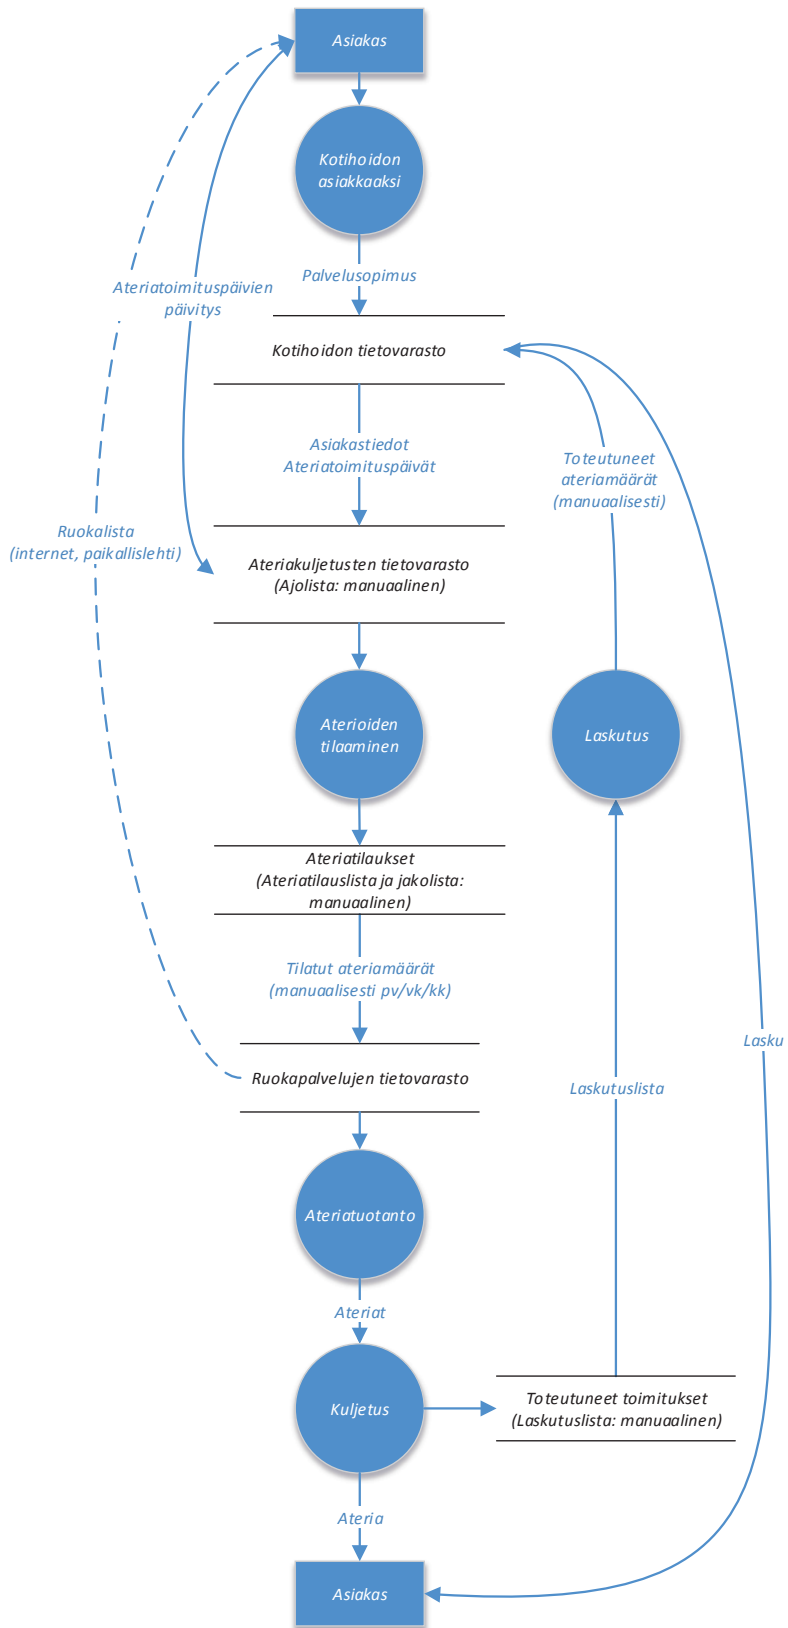 Asiakas
Kotihoidon
asiakkaaksi
Palvelusopimus
Ateriatoimituspäivien
päivitys
Kotihoidon tietovarasto
Asiakastiedot
Ateriatoimituspäivät
Toteutuneet
ateriamäärät
(manuaalisesti)
Ruokalista
(internet, paikallislehti)
Ateriakuljetusten tietovarasto
(Ajolista: manuaalinen)
Aterioiden
tilaaminen
Laskutus
Ateriatilaukset
(Ateriatilauslista ja jakolista:
manuaalinen)
Tilatut ateriamäärät
(manuaalisesti pv/vk/kk)
Lasku
Ruokapalvelujen tietovarasto
Laskutuslista
Ateriatuotanto
Ateriat
Kuljetus
Toteutuneet toimitukset
(Laskutuslista: manuaalinen)
Ateria
Asiakas